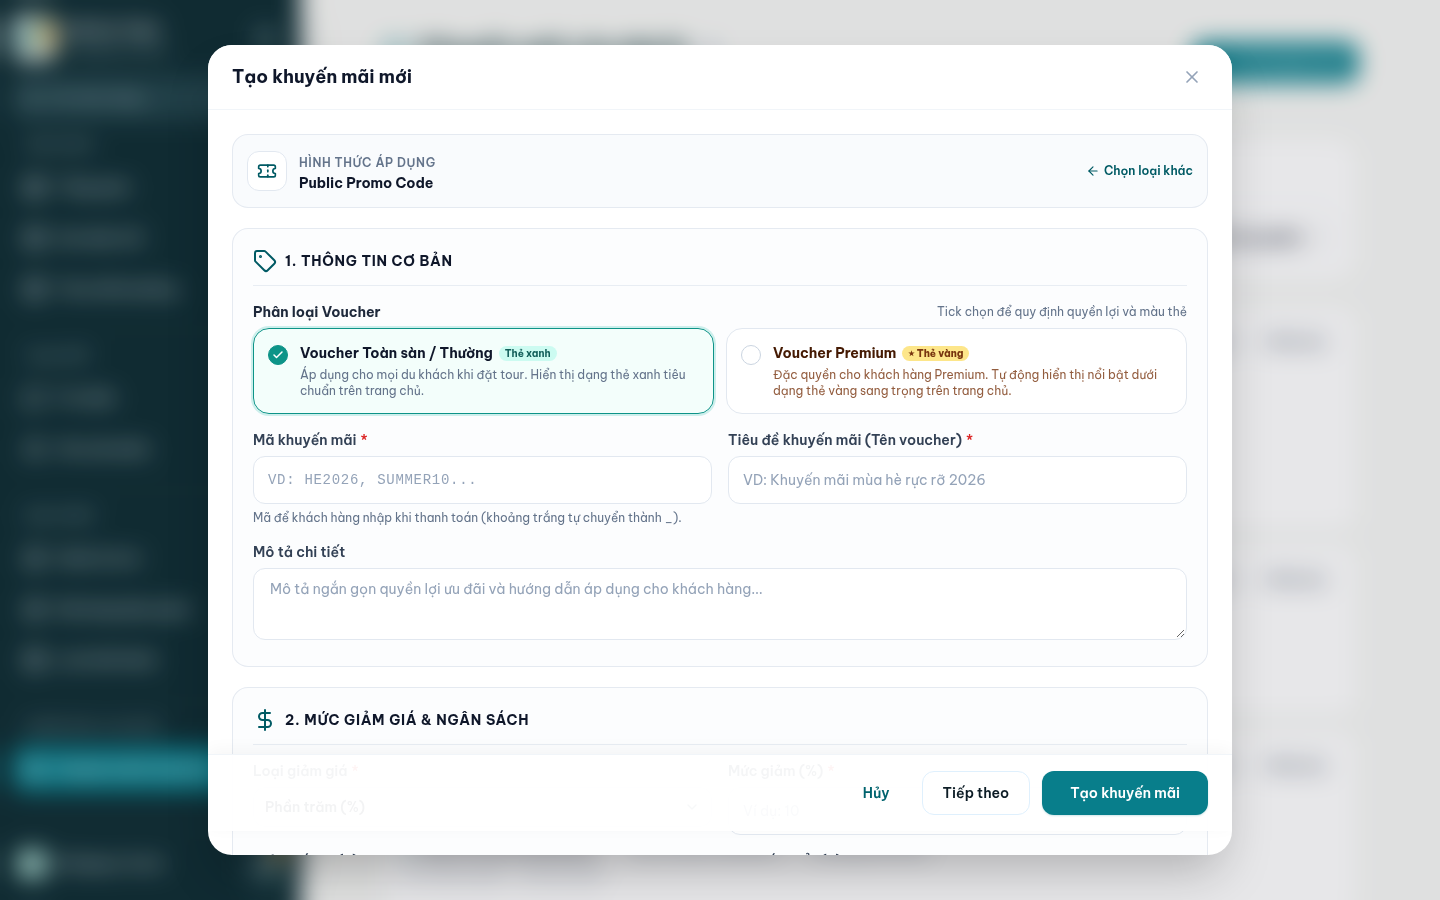 Tạo khuyến mãi mới
HÌNH THỨC ÁP DỤNG
Public Promo Code
Chọn loại khác
1. THÔNG TIN CƠ BẢN
Phân loại Voucher
Tick chọn để quy định quyền lợi và màu thẻ
Voucher Toàn sàn / Thường Thẻ xanh
Áp dụng cho mọi du khách khi đặt tour. Hiển thị dạng thẻ xanh tiêu
chuẩn trên trang chủ.
Voucher Premium ★ Thẻ vàng
Đặc quyền cho khách hàng Premium. Tự động hiển thị nổi bật dưới
dạng thẻ vàng sang trọng trên trang chủ.
Mã khuyến mãi *
VD: HE2026, SUMMER10...
Mã để khách hàng nhập khi thanh toán (khoảng trắng tự chuyển thành _).
Tiêu đề khuyến mãi (Tên voucher) *
VD: Khuyến mãi mùa hè rực rỡ 2026
Mô tả chi tiết
Mô tả ngắn gọn quyền lợi ưu đãi và hướng dẫn áp dụng cho khách hàng...
2. MỨC GIẢM GIÁ & NGÂN SÁCH
Loại giảm giá *
Phần trăm (%)
Mức giảm (%) *
Hủy
Tiếp theo
Tạo khuyến mãi